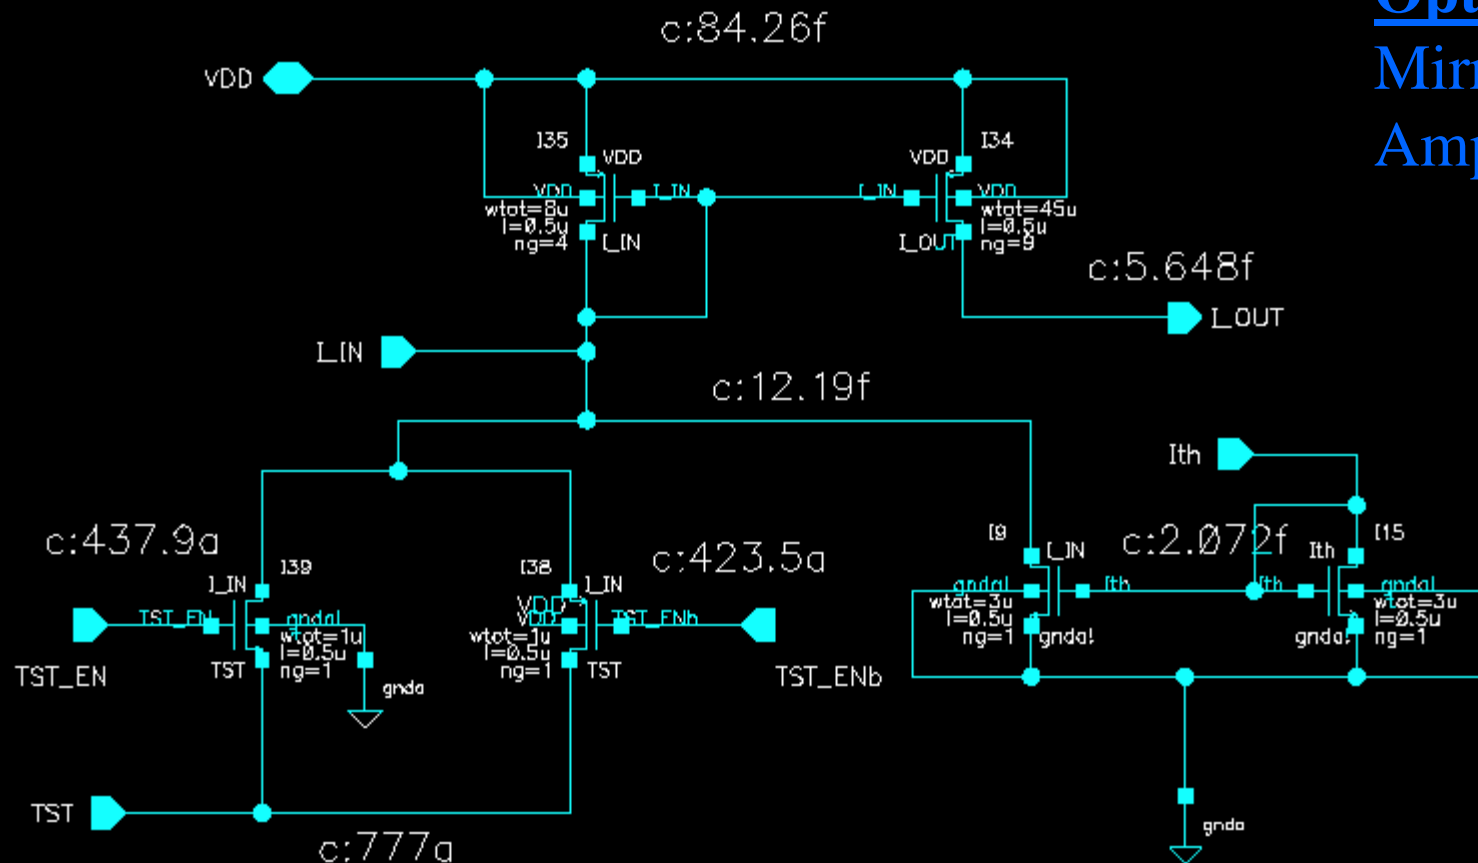 c:84.26f
Mirr
Amp
VDD
I35
VDD
VDD
I_IN
wtot=8u
l=0.5u
ng=4
I_IN
I34
VDD
I_IN
VDD
wtot=45u
l=0.5u
ng=9
I_OUT
c:5.648f
I_OUT
I_IN
c:12.19f
Ith
c:437.9a
I39
I_IN
TST_EN
gnda!
wtot=1u
l=0.5u
ng=1
TST
TST_EN
gnda
I38
I_IN
VDD
VDD
TST_ENb
wtot=1u
l=0.5u
ng=1
TST
c:423.5a
TST_ENb
I9
I_IN
gnda!
Ith
wtot=3u
l=0.5u
ng=1
gnda!
c:2.072f
I15
Ith
Ith
gnda!
wtot=3u
l=0.5u
ng=1
gnda!
gnda
TST
c:777a